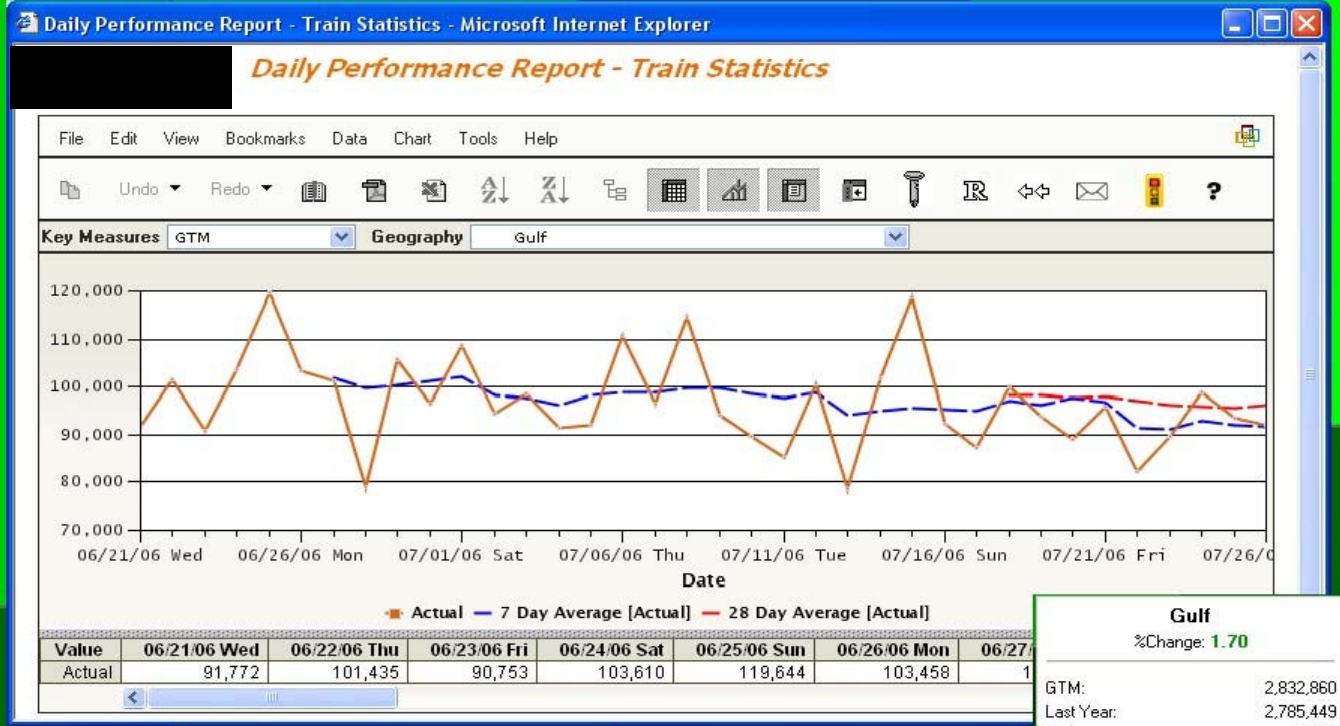 Daily Performance Report - Train Statistics - Microsoft Internet Explorer
Daily Performance Report - Train Statistics
File Edit View Bookmarks Data Chart Tools Help
Undo Redo A Z Z A R ?
Key Measures GTM Geography Gulf
120,000
110,000
100,000
90,000
80,000
70,000
06/21/06 Wed 06/26/06 Mon 07/01/06 Sat 07/06/06 Thu 07/11/06 Tue 07/16/06 Sun 07/21/06 Fri 07/26/0
Date
Actual 7 Day Average [Actual] 28 Day Average [Actual]
Value 06/21/06 Wed 06/22/06 Thu 06/23/06 Fri 06/24/06 Sat 06/25/06 Sun 06/26/06 Mon 06/27/
Actual 91,772 101,435 90,753 103,610 119,644 103,458 1
Gulf
%Change: 1.70
GTM: 2,832,860
Last Year: 2,785,449